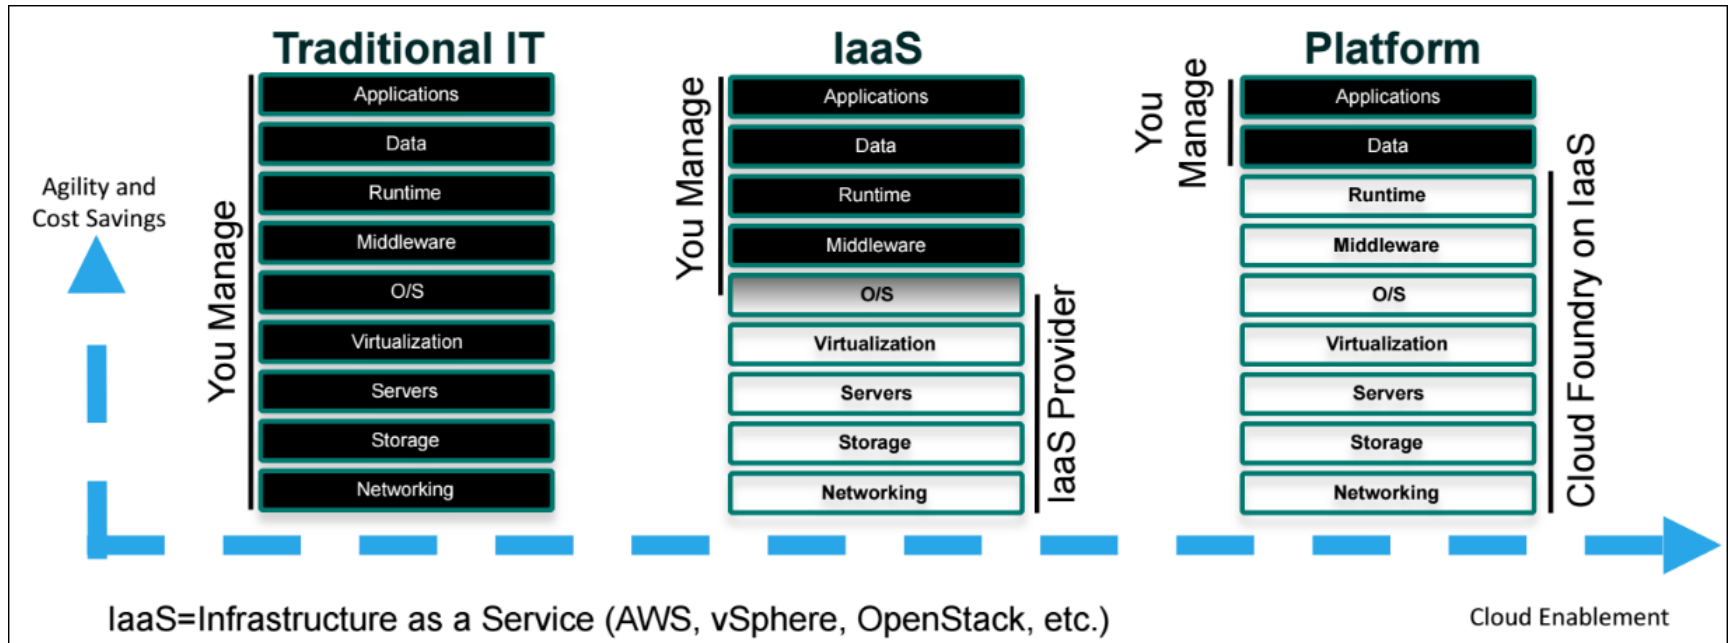 Traditional IT
IaaS
Platform
You Manage
Applications
Data
Runtime
Middleware
O/S
Virtualization
Servers
Storage
Networking
You Manage
Applications
Data
Runtime
Middleware
O/S
Virtualization
Servers
Storage
Networking
IaaS Provider
You
Manage
Applications
Data
Runtime
Middleware
O/S
Virtualization
Servers
Storage
Networking
Cloud Foundry on IaaS
Agility and
Cost Savings
IaaS=Infrastructure as a Service (AWS, vSphere, OpenStack, etc.)
Cloud Enablement